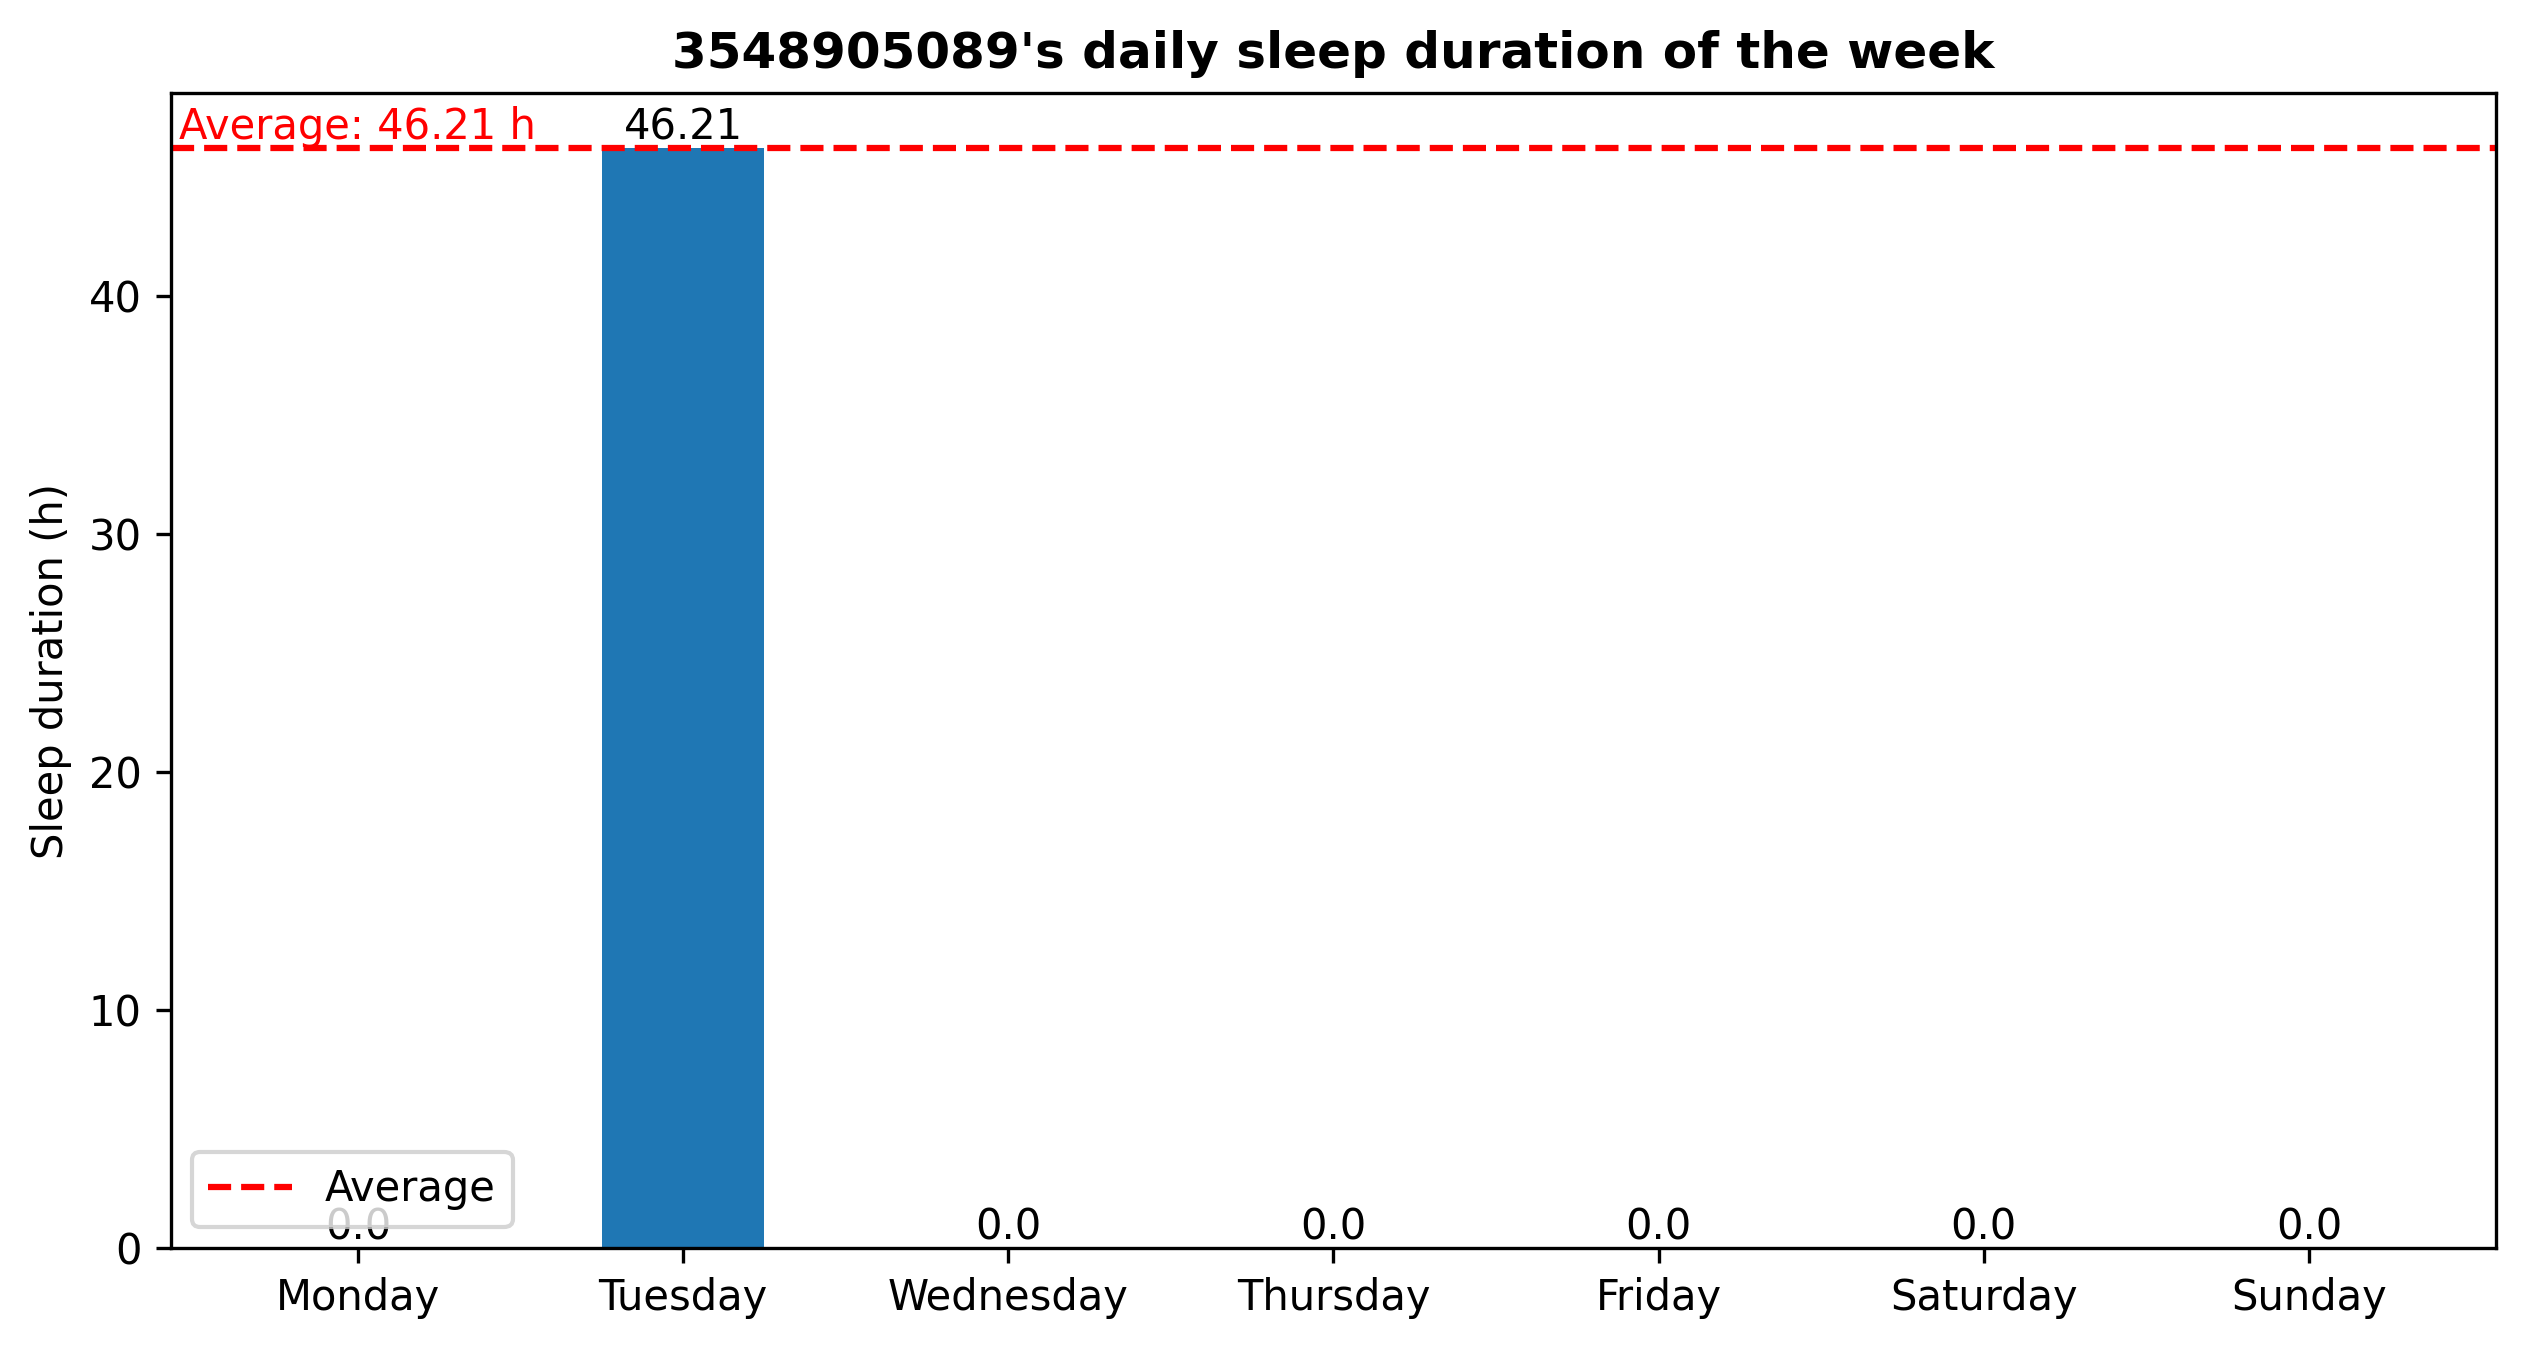 3548905089's daily sleep duration of the week
Average: 46.21 h
46.21
Sleep duration (h)
40
30
20
10
0
Average
0.0
0.0
0.0
0.0
0.0
0.0
Monday
Tuesday
Wednesday
Thursday
Friday
Saturday
Sunday